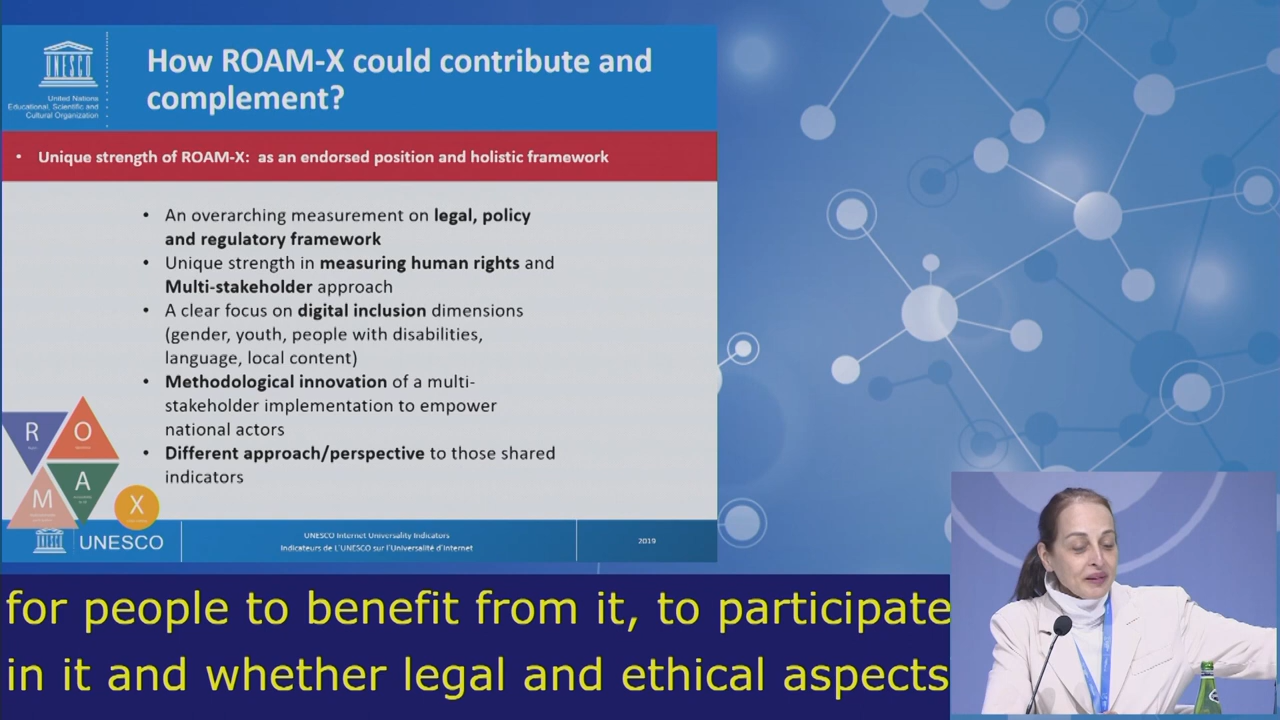 UNESCO
United Nations
Educational, Scientific and
Cultural Organization
How ROAM-X could contribute and
complement?
• Unique strength of ROAM-X: as an endorsed position and holistic framework
• An overarching measurement on legal, policy
and regulatory framework
• Unique strength in measuring human rights and
Multi-stakeholder approach
• A clear focus on digital inclusion dimensions
(gender, youth, people with disabilities,
language, local content)
• Methodological innovation of a multi-
stakeholder implementation to empower
national actors
• Different approach/perspective to those shared
indicators
R
O
A
M
X
UNESCO
UNESCO Internet Universality Indicators
Indicateurs de L'UNESCO sur l'Universalité d'Internet
2019
for people to benefit from it, to participate
in it and whether legal and ethical aspects